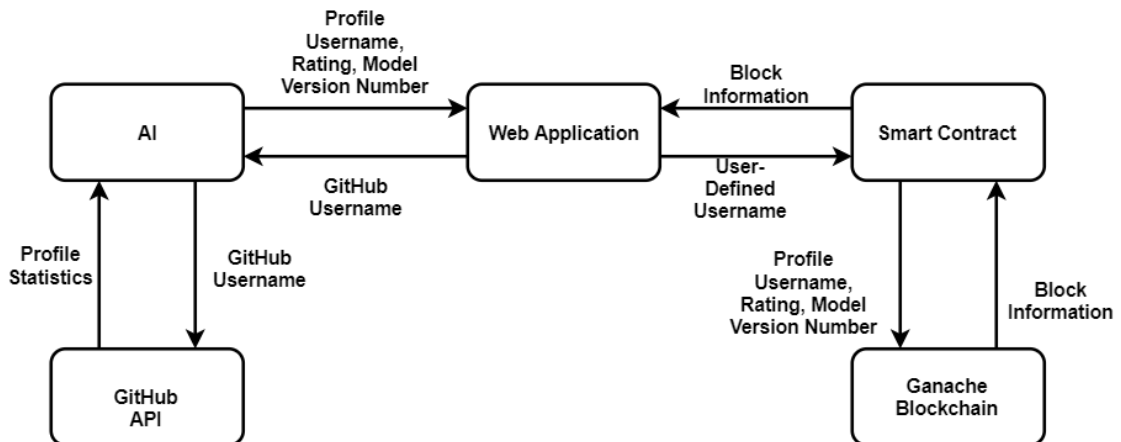 Profile
Username,
Rating, Model
Version Number
Block
Information
AI
Web Application
Smart Contract
GitHub
Username
User-
Defined
Username
Profile
Statistics
GitHub
Username
Profile
Username,
Rating, Model
Version Number
Block
Information
GitHub
API
Ganache
Blockchain